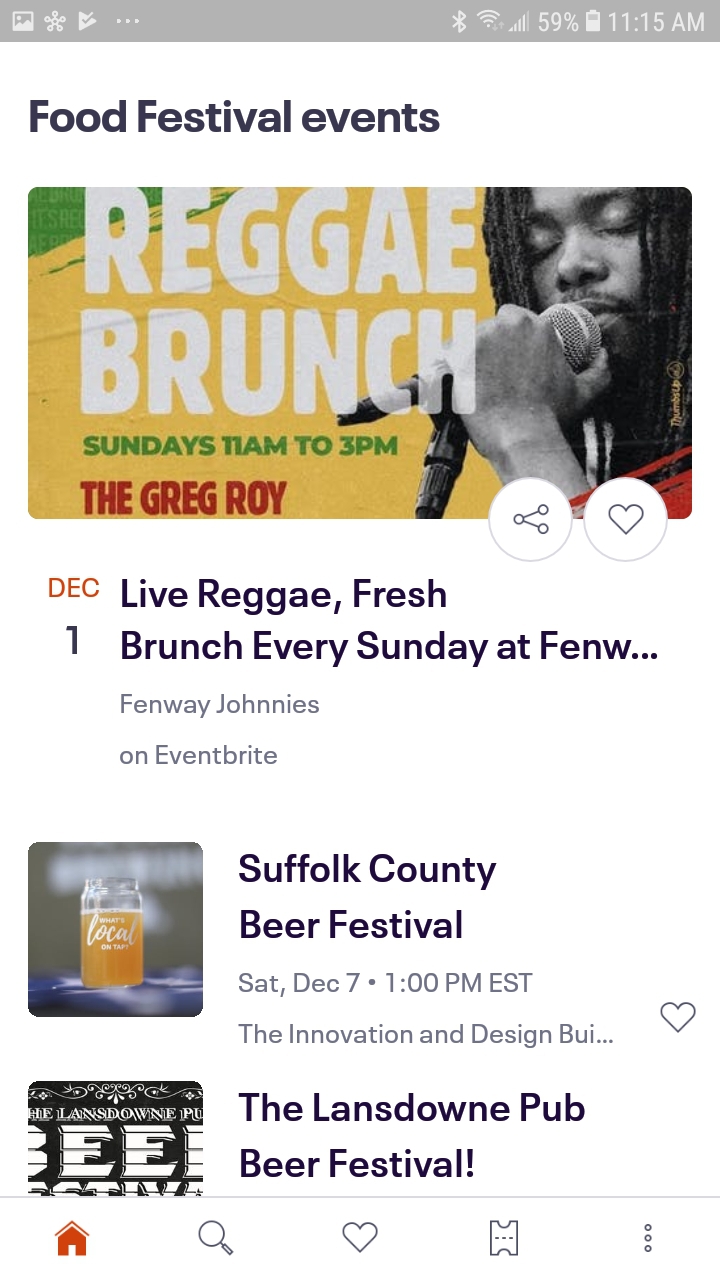 59% 11:15 AM
Food Festival events
REGGAE
BRUNCH
SUNDAYS 11AM TO 3PM
THE GREG ROY
ThumbsUp
DEC
1
Live Reggae, Fresh
Brunch Every Sunday at Fenw...
Fenway Johnnies
on Eventbrite
WHAT'S
local
ON TAP?
Suffolk County
Beer Festival
Sat, Dec 7 • 1:00 PM EST
The Innovation and Design Bui...
HE LANSDOWNE PU
BEE
The Lansdowne Pub
Beer Festival!